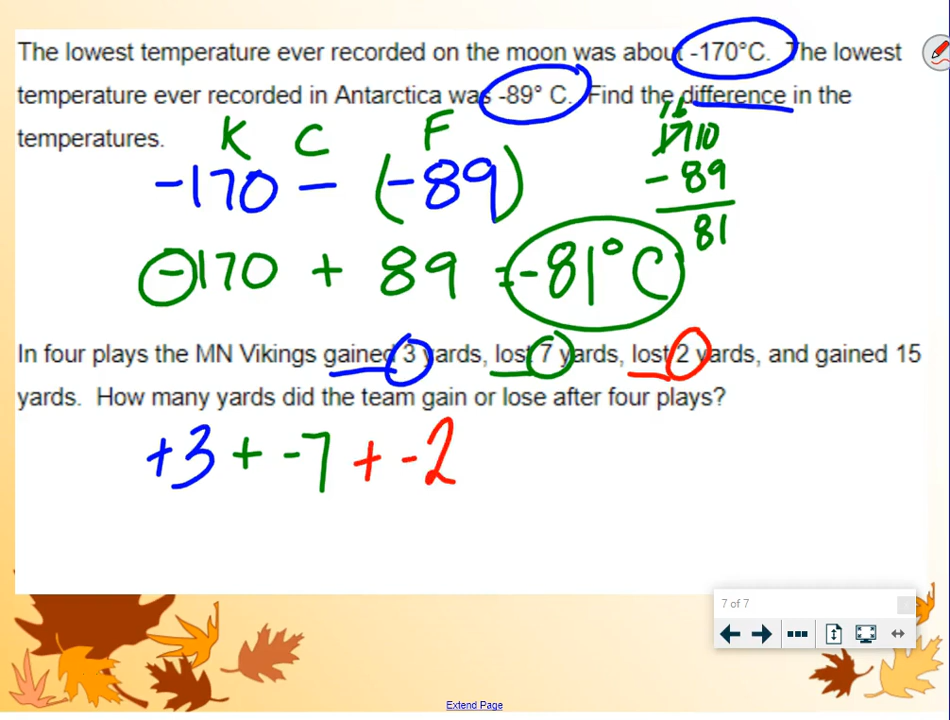 The lowest temperature ever recorded on the moon was about -170°C. The lowest
temperature ever recorded in Antarctica was -89° C. Find the difference in the
temperatures.
K C F
-170 - (-89)
-170 + 89 = -81°C
16
1710
- 89
81
In four plays the MN Vikings gained 3 yards, lost 7 yards, lost 2 yards, and gained 15
yards. How many yards did the team gain or lose after four plays?
+3 + -7 + -2
7 of 7
Extend Page